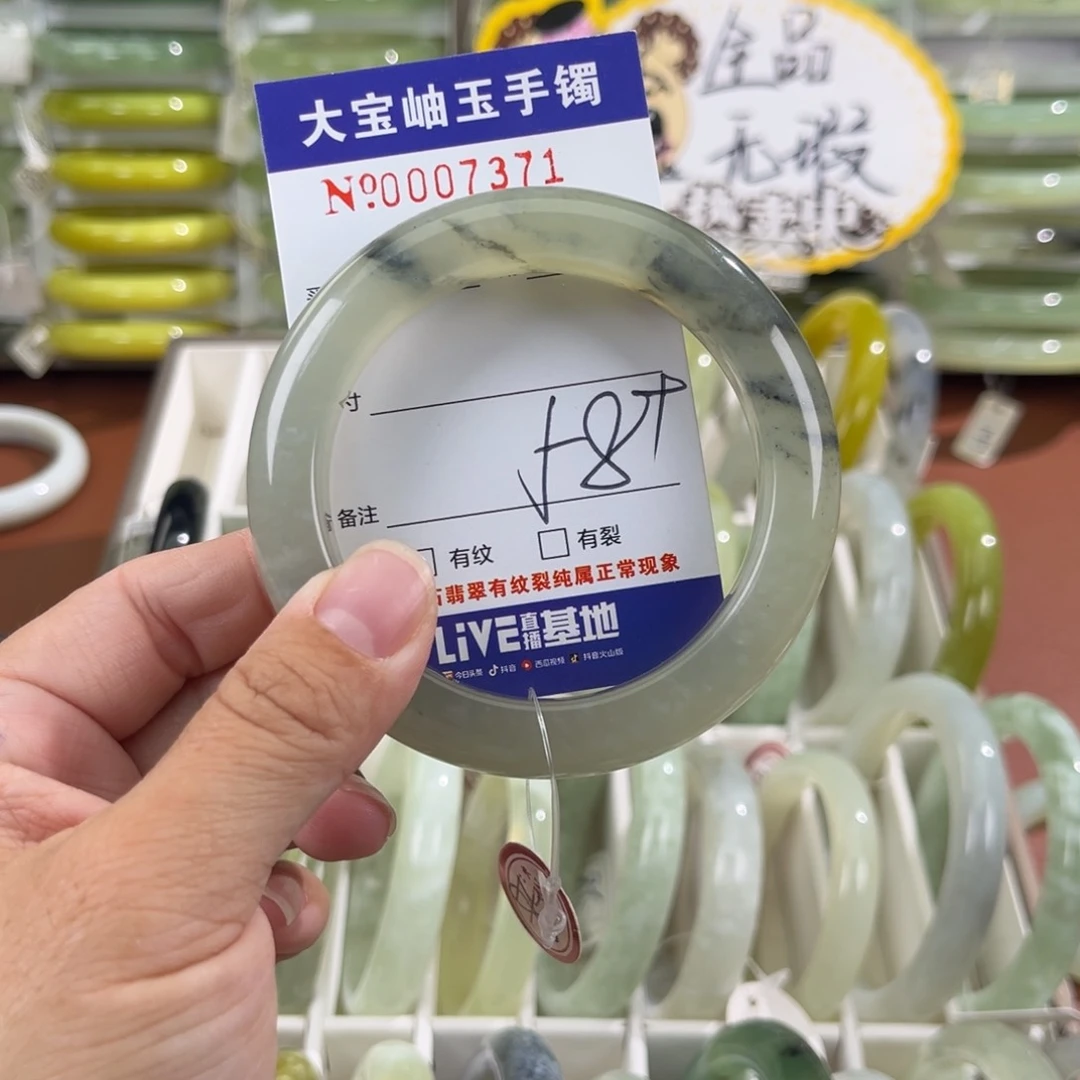 大宝岫玉手镯
全品
无瑕
№0007371
寸
备注
有纹
有裂
翡翠有纹裂纯属正常现象
LiVE直播基地
今日头条 抖音 西瓜视频 抖音火山版